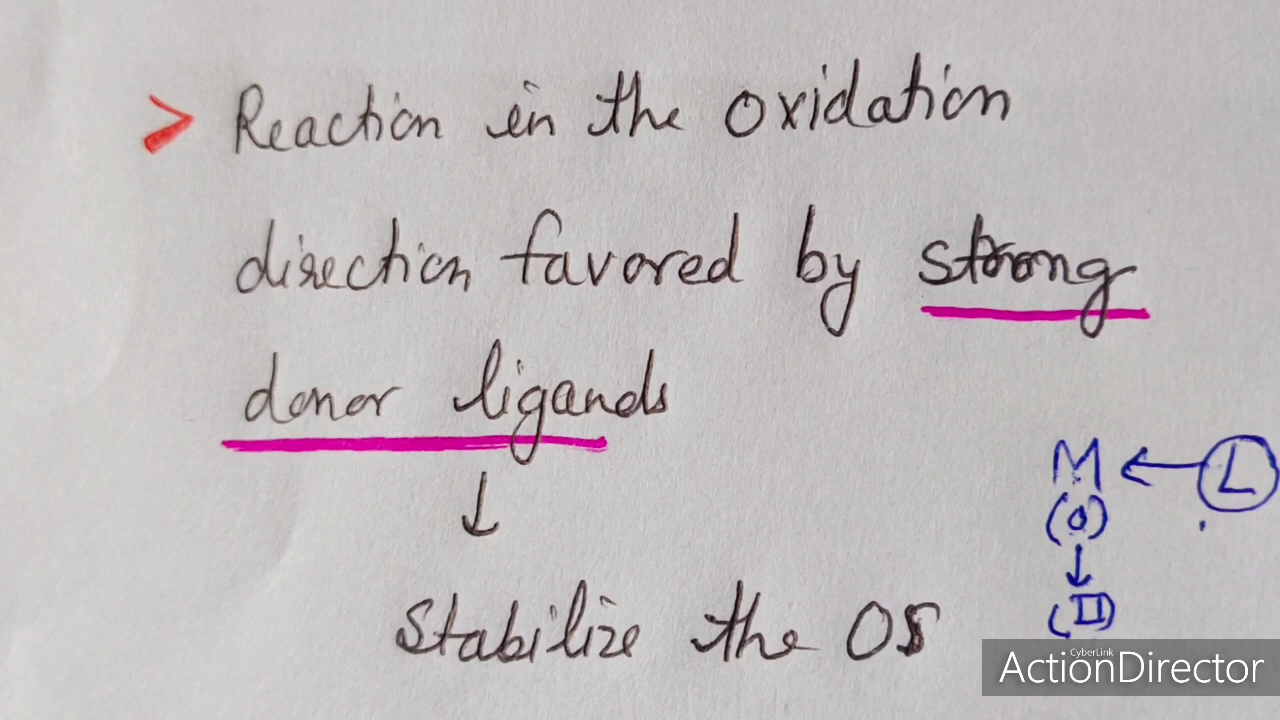 > Reaction in the oxidation
direction favored by strong
donor ligands
↓
Stabilize the OS
M ← L
(0)
↓
(II)
CyberLink
ActionDirector